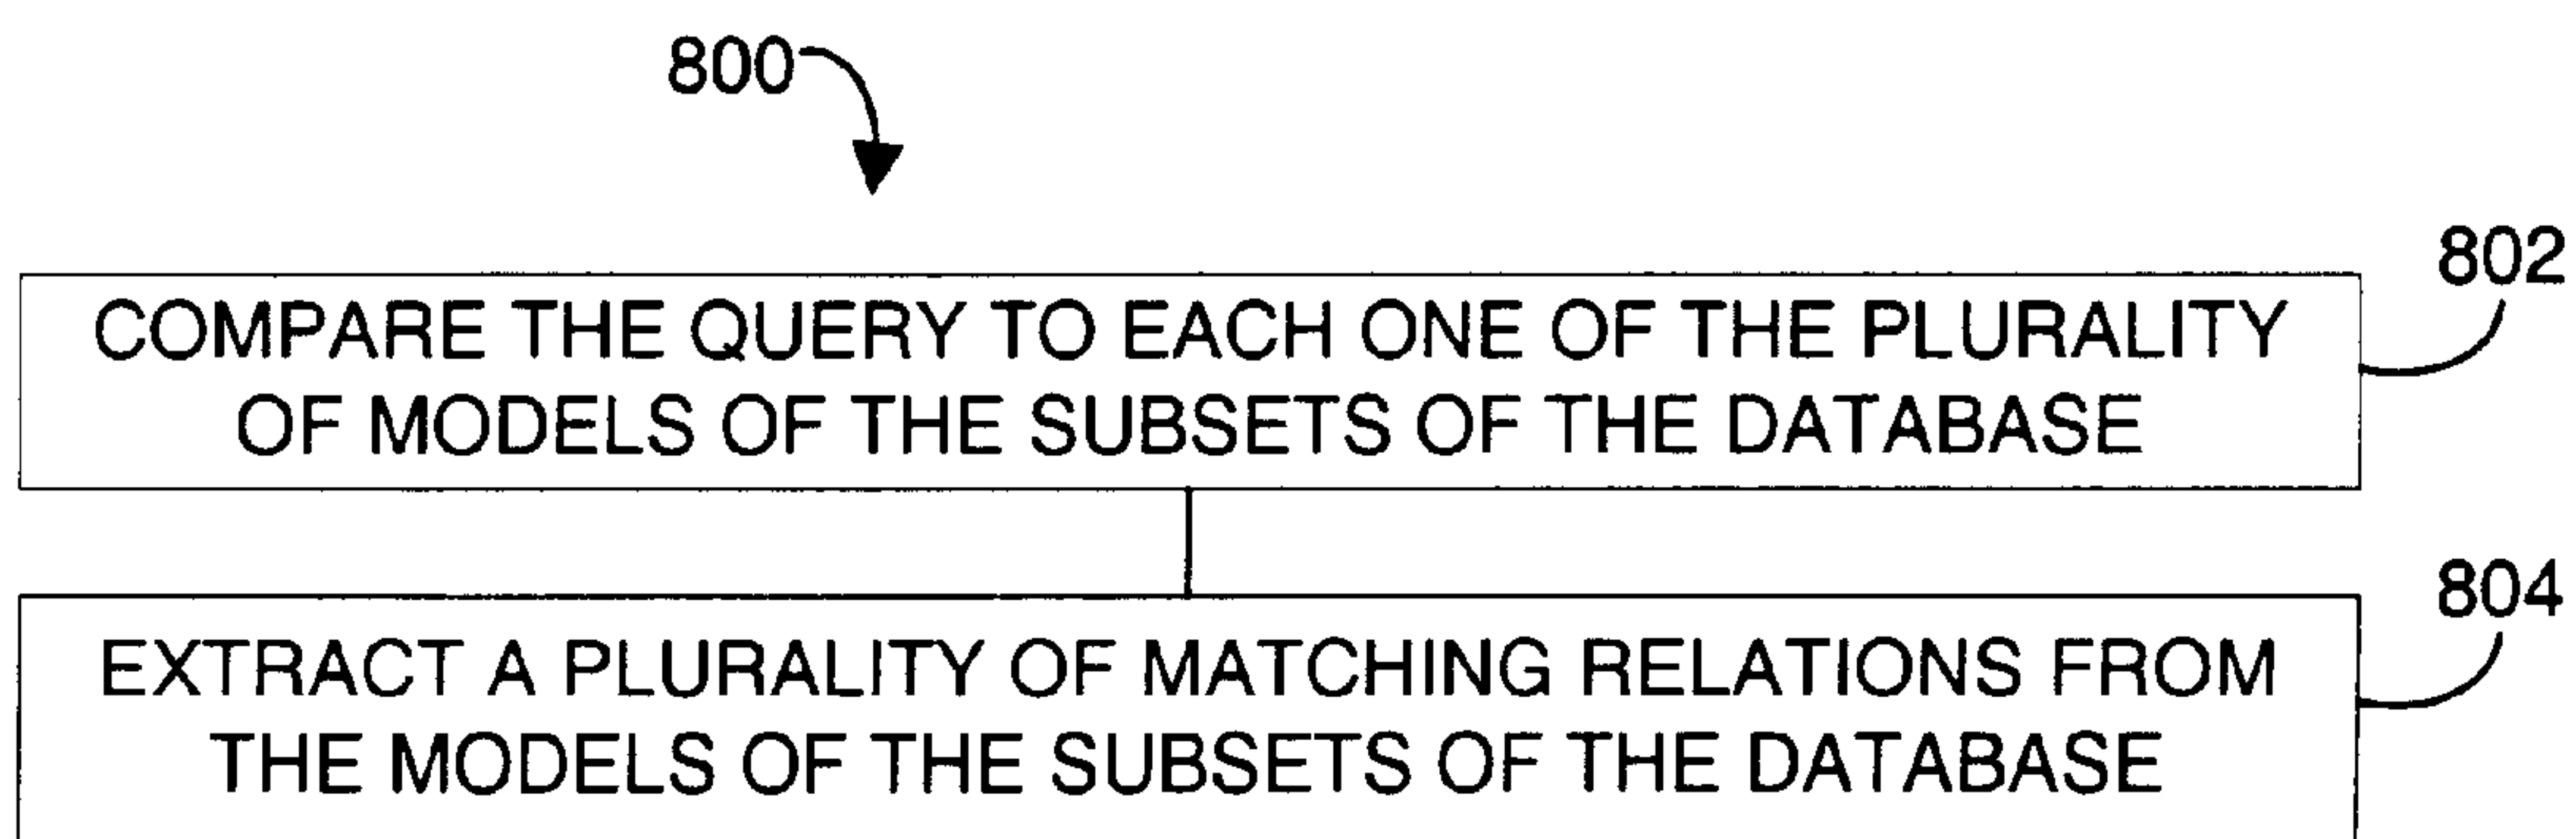 800
802
COMPARE THE QUERY TO EACH ONE OF THE PLURALITY
OF MODELS OF THE SUBSETS OF THE DATABASE
804
EXTRACT A PLURALITY OF MATCHING RELATIONS FROM
THE MODELS OF THE SUBSETS OF THE DATABASE